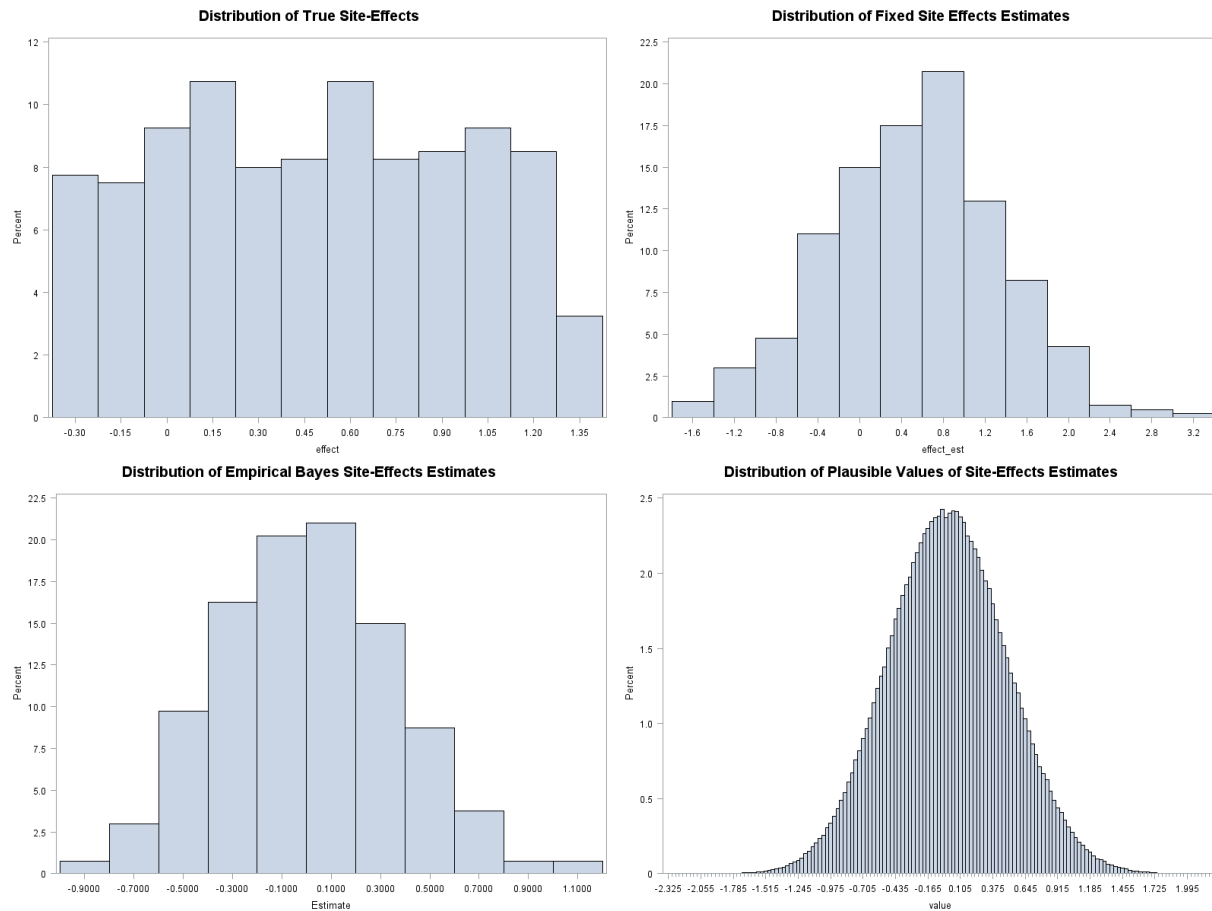 Distribution of True Site-Effects
12
10
8
6
4
2
0
Percent
-0.30 -0.15 0 0.15 0.30 0.45 0.60 0.75 0.90 1.05 1.20 1.35
effect
Distribution of Fixed Site Effects Estimates
22.5
20.0
17.5
15.0
12.5
10.0
7.5
5.0
2.5
0
Percent
-1.6 -1.2 -0.8 -0.4 0 0.4 0.8 1.2 1.6 2.0 2.4 2.8 3.2
effect_est
Distribution of Empirical Bayes Site-Effects Estimates
22.5
20.0
17.5
15.0
12.5
10.0
7.5
5.0
2.5
0
Percent
-0.9000 -0.7000 -0.5000 -0.3000 -0.1000 0.1000 0.3000 0.5000 0.7000 0.9000 1.1000
Estimate
Distribution of Plausible Values of Site-Effects Estimates
2.5
2.0
1.5
1.0
0.5
0
Percent
-2.325 -2.055 -1.785 -1.515 -1.245 -0.975 -0.705 -0.435 -0.165 0.105 0.375 0.645 0.915 1.185 1.455 1.725 1.995
value